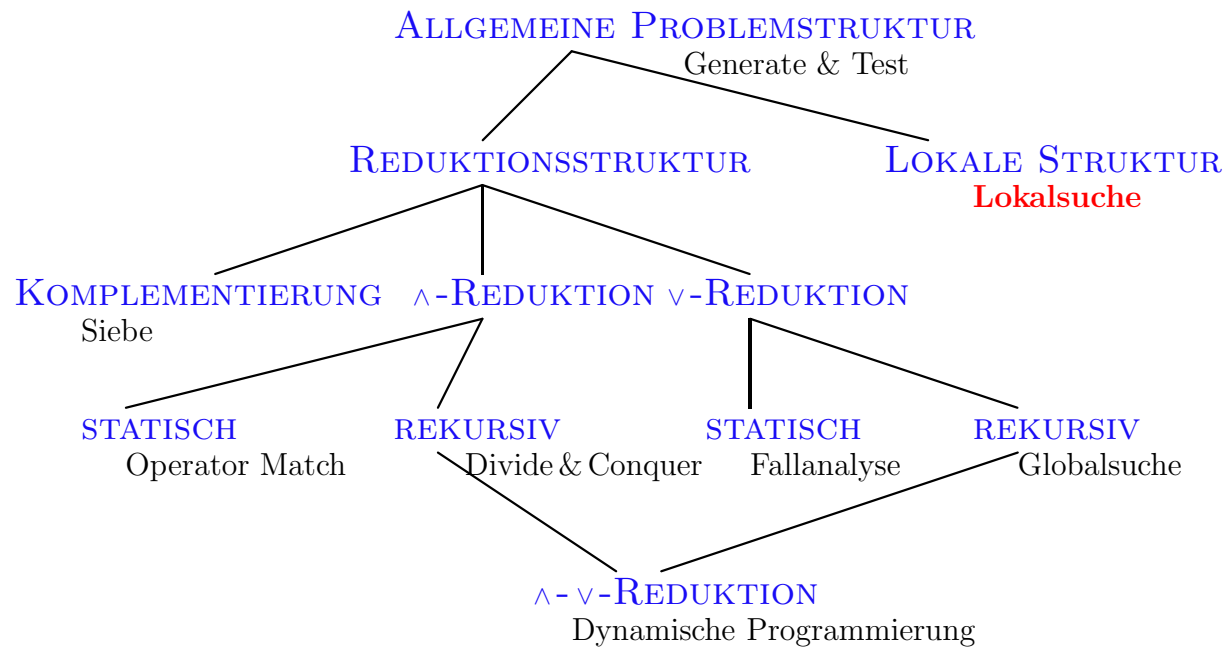 ALLGEMEINE PROBLEMSTRUKTUR
Generate & Test
REDUKTIONSSTRUKTUR
LOKALE STRUKTUR
Lokalsuche
KOMPLEMENTIERUNG
Siebe
∧-REDUKTION
∨-REDUKTION
STATISCH
Operator Match
REKURSIV
Divide & Conquer
STATISCH
Fallanalyse
REKURSIV
Globalsuche
∧-∨-REDUKTION
Dynamische Programmierung